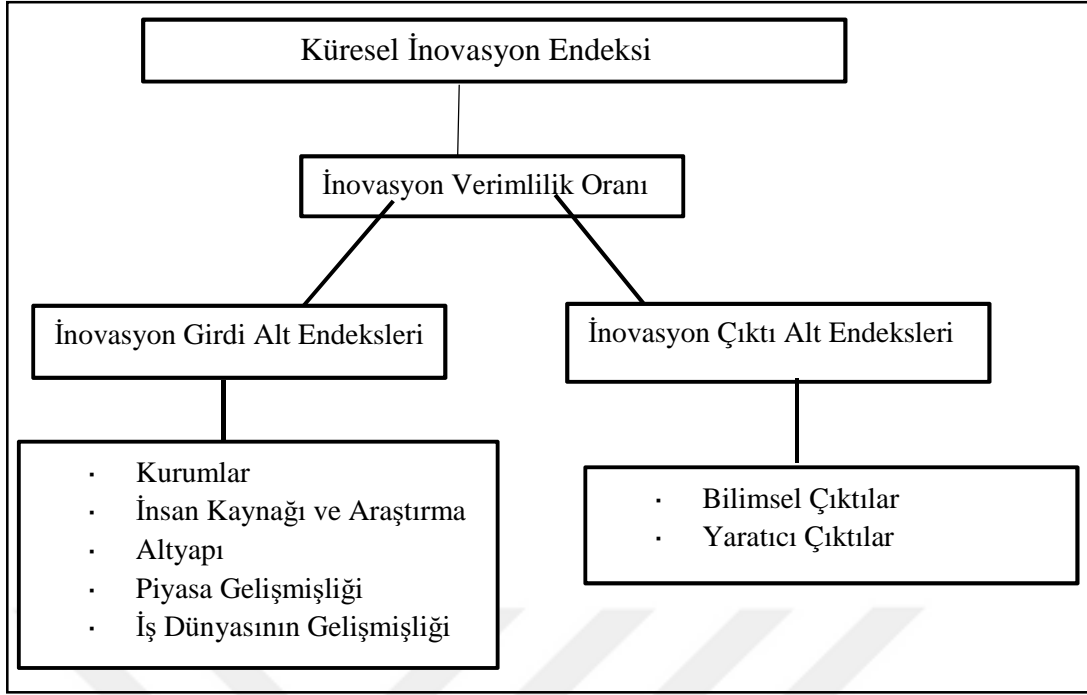 Küresel İnovasyon Endeksi
İnovasyon Verimlilik Oranı
İnovasyon Girdi Alt Endeksleri
İnovasyon Çıktı Alt Endeksleri
· Kurumlar
· İnsan Kaynağı ve Araştırma
· Altyapı
· Piyasa Gelişmişliği
· İş Dünyasının Gelişmişliği
· Bilimsel Çıktılar
· Yaratıcı Çıktılar